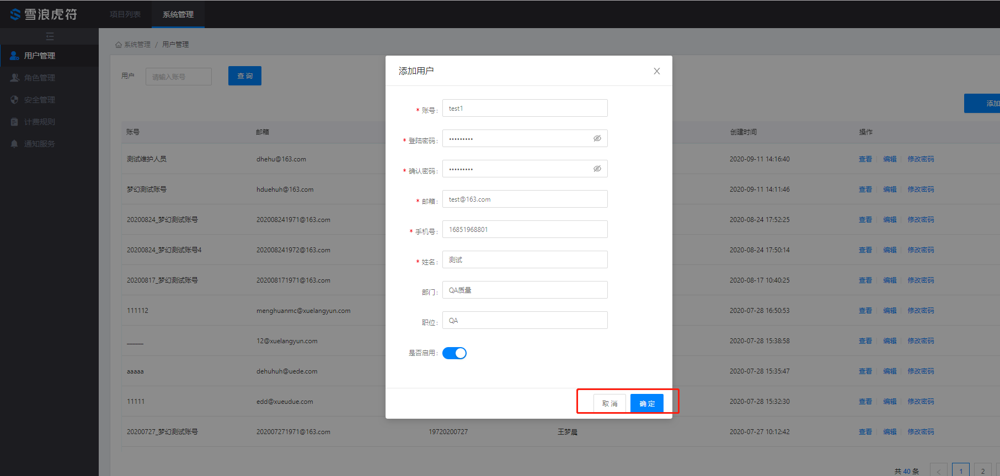 雪浪虎符
项目列表
系统管理
系统管理 / 用户管理
用户管理
角色管理
安全管理
计费规则
通知服务
用户
请输入账号
查 询
添加
账号
邮箱
创建时间
操作
测试维护人员 dhehu@163.com 2020-09-11 14:16:40 查看 编辑 修改密码
梦幻测试账号 hduehuh@163.com 2020-09-11 14:11:46 查看 编辑 修改密码
20200824_梦幻测试账号 202008241971@163.com 2020-08-24 17:52:25 查看 编辑 修改密码
20200824_梦幻测试账号4 202008241972@163.com 2020-08-24 17:50:14 查看 编辑 修改密码
20200817_梦幻测试账号 202008171971@163.com 2020-08-17 10:40:25 查看 编辑 修改密码
111112 menghuanmc@xuelangyun.com 2020-07-28 16:50:53 查看 编辑 修改密码
_____ 12@xuelangyun.com 2020-07-28 15:38:58 查看 编辑 修改密码
aaaaa dehuhuh@uede.com 2020-07-28 15:35:47 查看 编辑 修改密码
11111 edd@xueudue.com 2020-07-28 15:32:30 查看 编辑 修改密码
20200727_梦幻测试账号 202007271971@163.com 19720200727 王梦晨 2020-07-27 10:12:42 查看 编辑 修改密码
共 40 条 < 1 2
添加用户
* 账号: test1
* 登陆密码: •••••••••
* 确认密码: •••••••••
* 邮箱: test@163.com
* 手机号: 16851968801
* 姓名: 测试
部门: QA质量
职位: QA
是否启用:
取 消
确 定